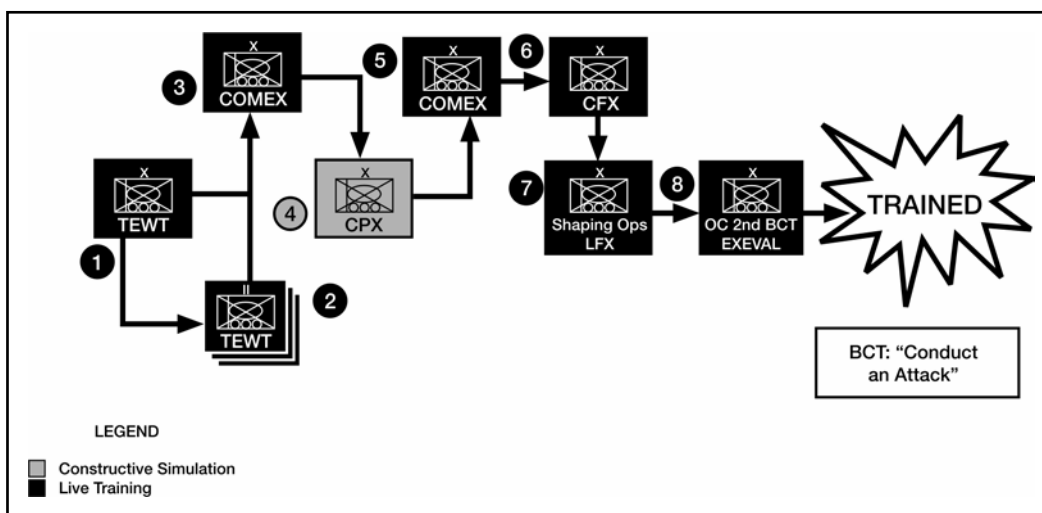 X
COMEX
3
X
TEWT
1
II
TEWT
2
X
CPX
4
5
X
COMEX
6
X
CFX
7
X
Shaping Ops
LFX
8
X
OC 2nd BCT
EXEVAL
TRAINED
BCT: “Conduct
an Attack”
LEGEND
Constructive Simulation
Live Training